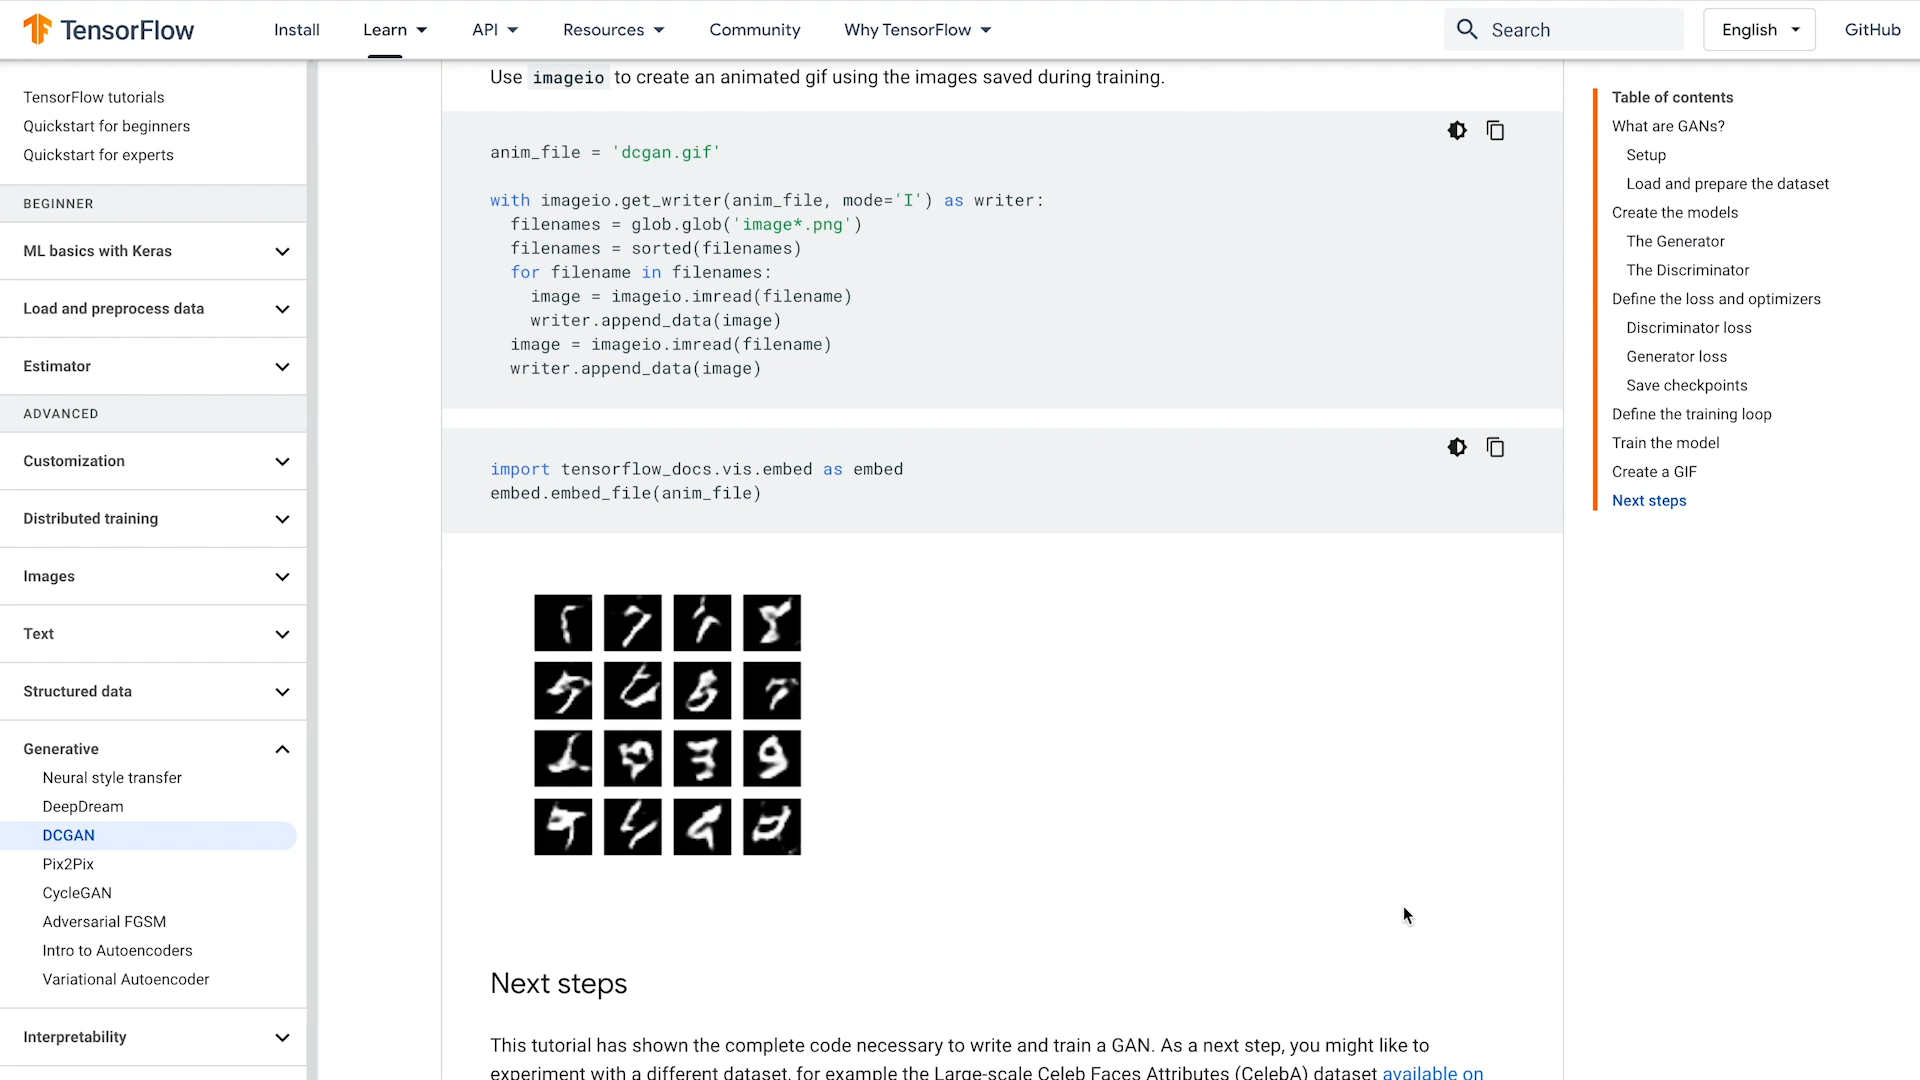 TensorFlow
Install
Learn
API
Resources
Community
Why TensorFlow
Search
English
GitHub
TensorFlow tutorials
Quickstart for beginners
Quickstart for experts
BEGINNER
ML basics with Keras
Load and preprocess data
Estimator
ADVANCED
Customization
Distributed training
Images
Text
Structured data
Generative
Neural style transfer
DeepDream
DCGAN
Pix2Pix
CycleGAN
Adversarial FGSM
Intro to Autoencoders
Variational Autoencoder
Interpretability
Use imageio to create an animated gif using the images saved during training.
anim_file = 'dcgan.gif'
with imageio.get_writer(anim_file, mode='I') as writer:
  filenames = glob.glob('image*.png')
  filenames = sorted(filenames)
  for filename in filenames:
    image = imageio.imread(filename)
    writer.append_data(image)
  image = imageio.imread(filename)
  writer.append_data(image)
import tensorflow_docs.vis.embed as embed
embed.embed_file(anim_file)
Next steps
This tutorial has shown the complete code necessary to write and train a GAN. As a next step, you might like to
experiment with a different dataset, for example the Large-scale Celeb Faces Attributes (CelebA) dataset available on
Table of contents
What are GANs?
Setup
Load and prepare the dataset
Create the models
The Generator
The Discriminator
Define the loss and optimizers
Discriminator loss
Generator loss
Save checkpoints
Define the training loop
Train the model
Create a GIF
Next steps